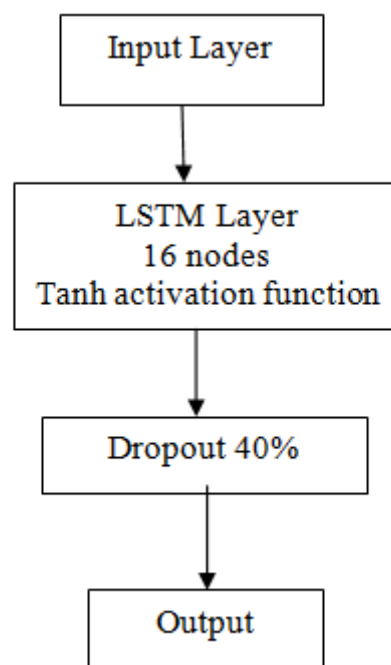 Input Layer
LSTM Layer
16 nodes
Tanh activation function
Dropout 40%
Output